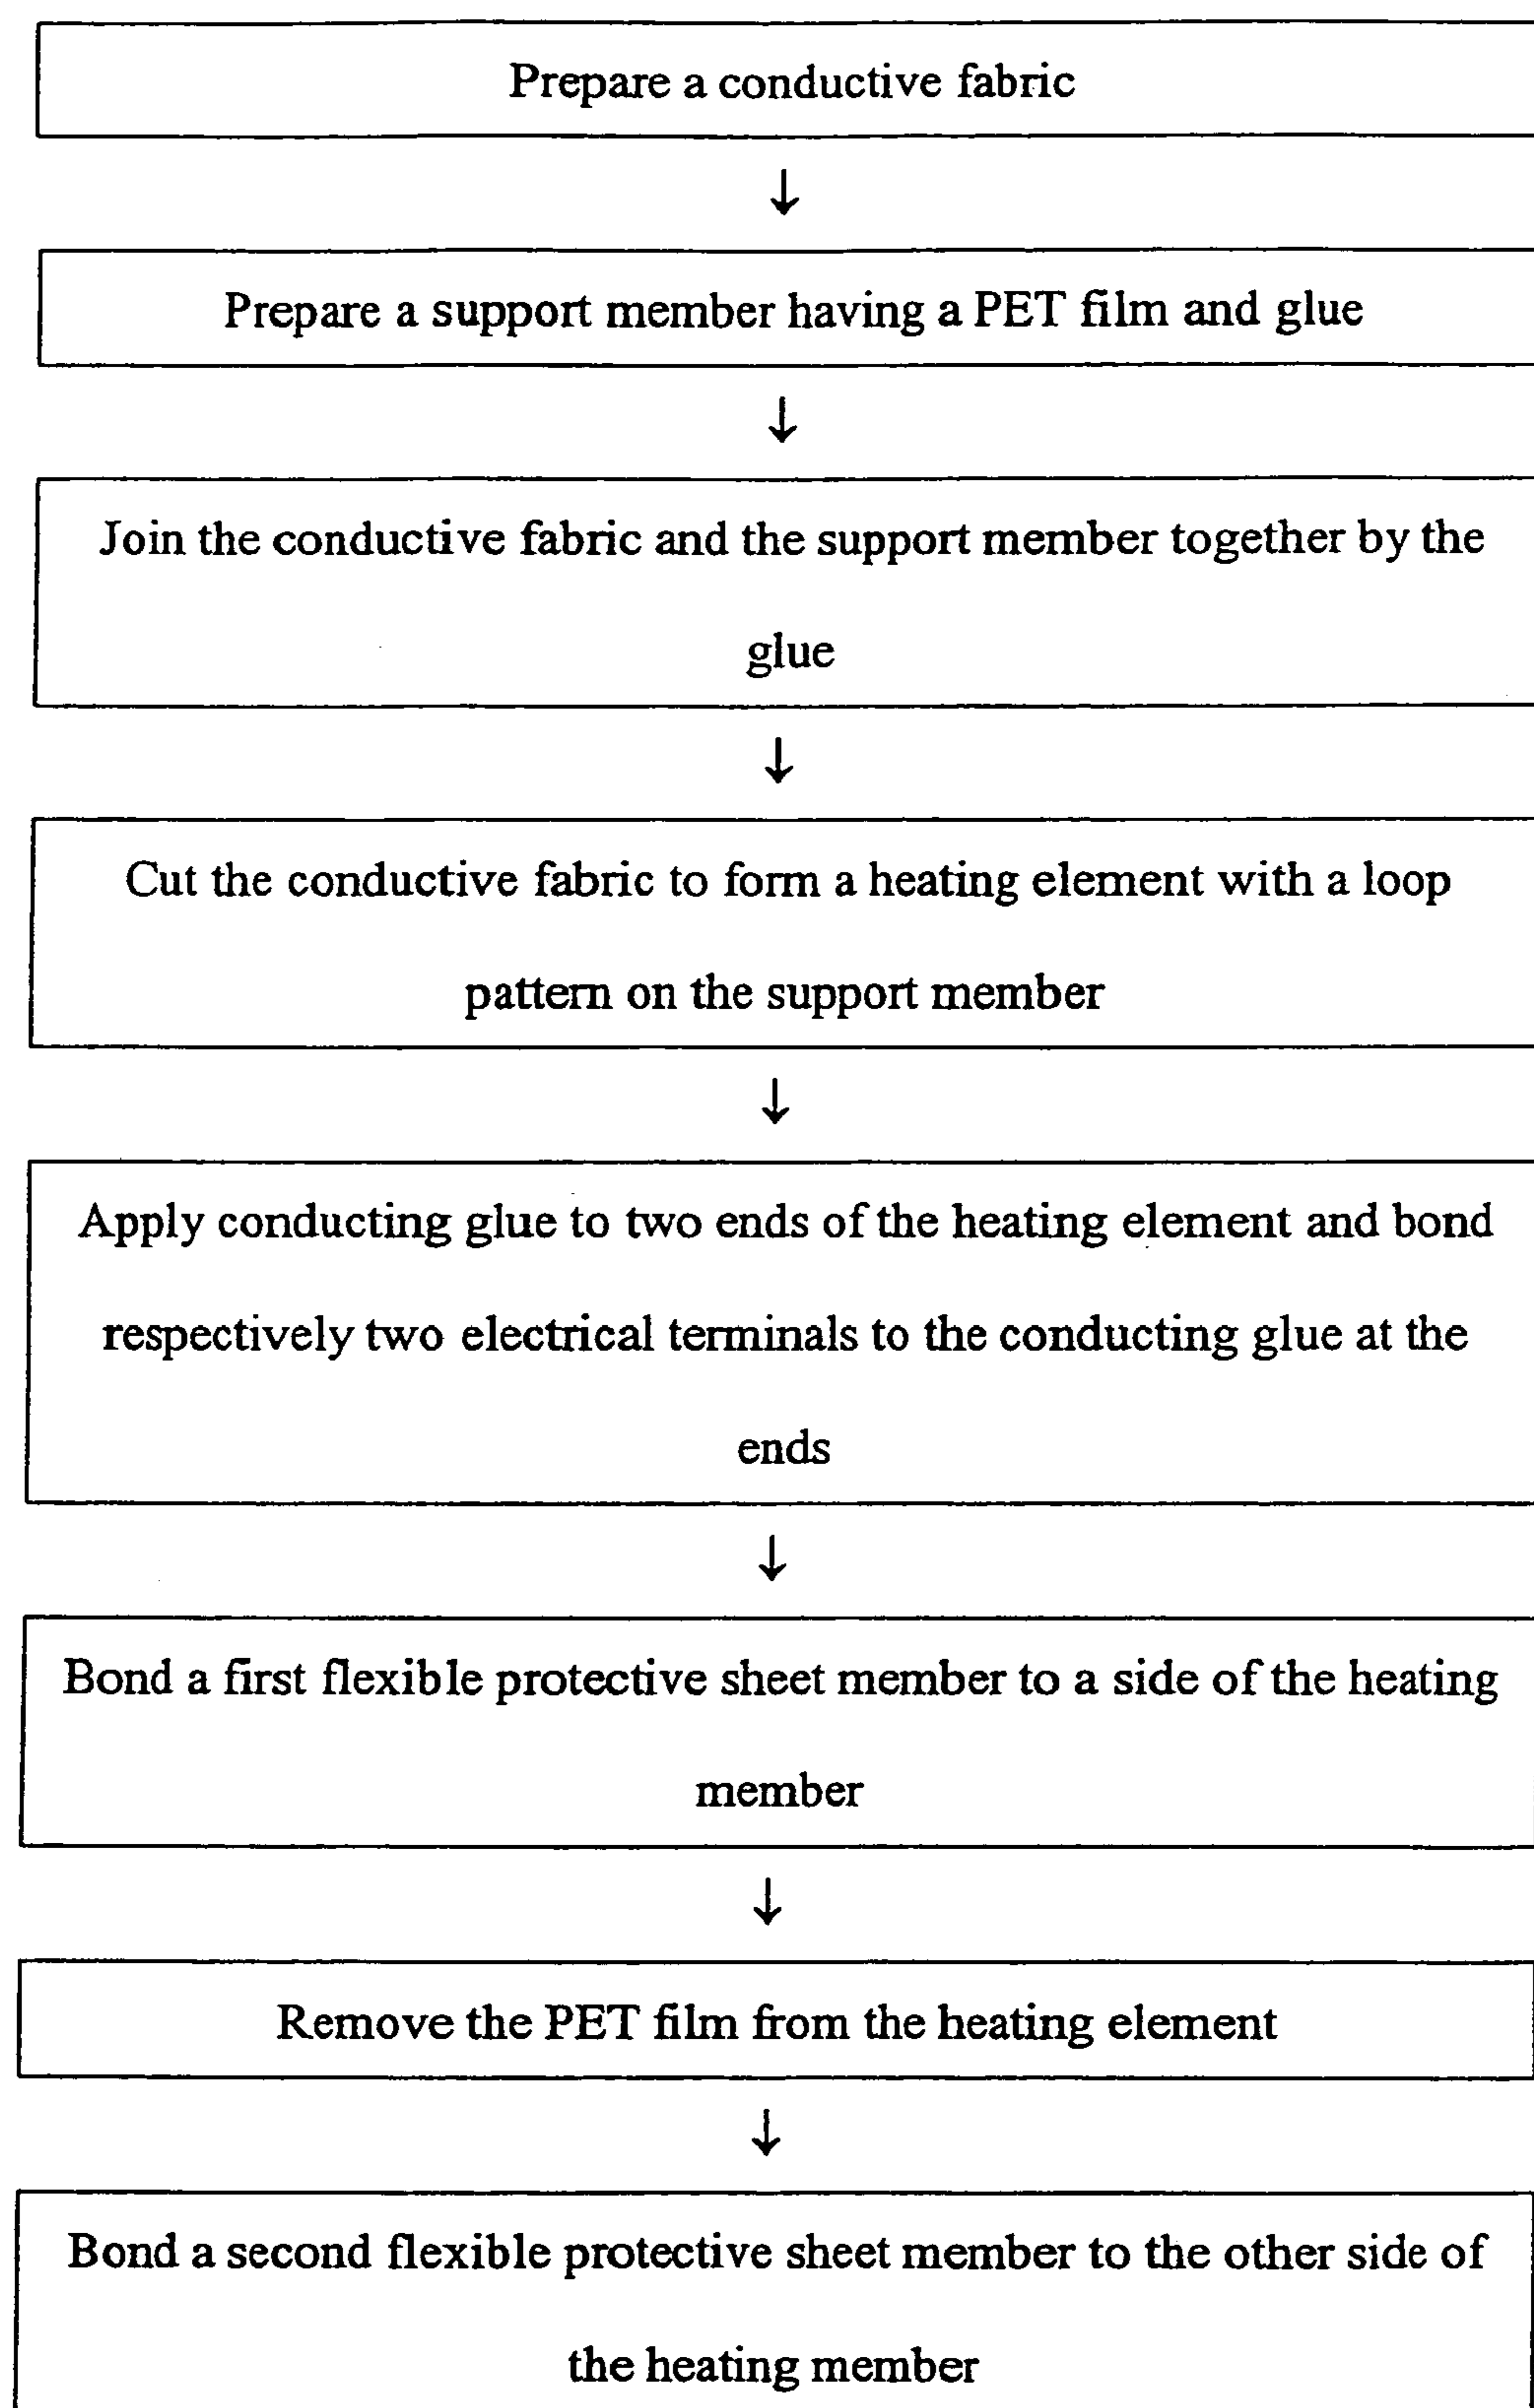 Prepare a conductive fabric
↓
Prepare a support member having a PET film and glue
↓
Join the conductive fabric and the support member together by the
glue
↓
Cut the conductive fabric to form a heating element with a loop
pattern on the support member
↓
Apply conducting glue to two ends of the heating element and bond
respectively two electrical terminals to the conducting glue at the
ends
↓
Bond a first flexible protective sheet member to a side of the heating
member
↓
Remove the PET film from the heating element
↓
Bond a second flexible protective sheet member to the other side of
the heating member